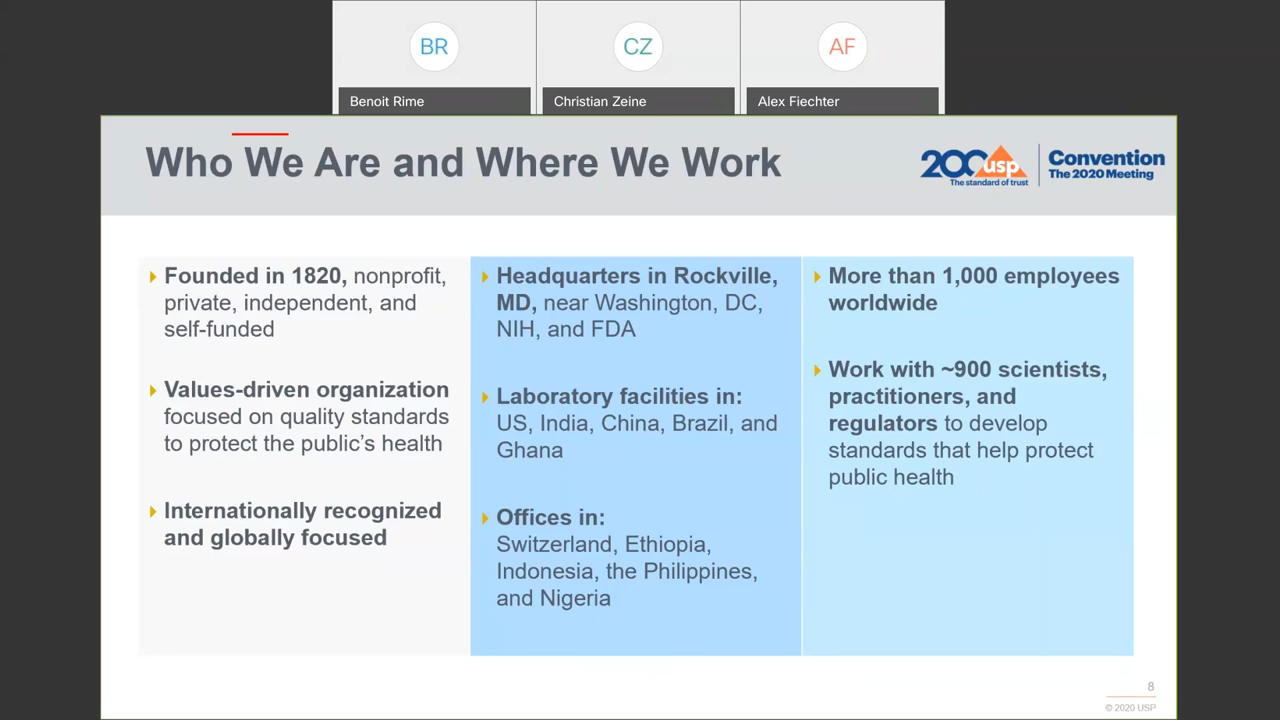 BR
CZ
AF
Benoit Rime
Christian Zeine
Alex Fiechter
Who We Are and Where We Work
200 usp
The standard of trust
Convention
The 2020 Meeting
Founded in 1820, nonprofit,
private, independent, and
self-funded
Values-driven organization
focused on quality standards
to protect the public’s health
Internationally recognized
and globally focused
Headquarters in Rockville,
MD, near Washington, DC,
NIH, and FDA
Laboratory facilities in:
US, India, China, Brazil, and
Ghana
Offices in:
Switzerland, Ethiopia,
Indonesia, the Philippines,
and Nigeria
More than 1,000 employees
worldwide
Work with ~900 scientists,
practitioners, and
regulators to develop
standards that help protect
public health
8
© 2020 USP